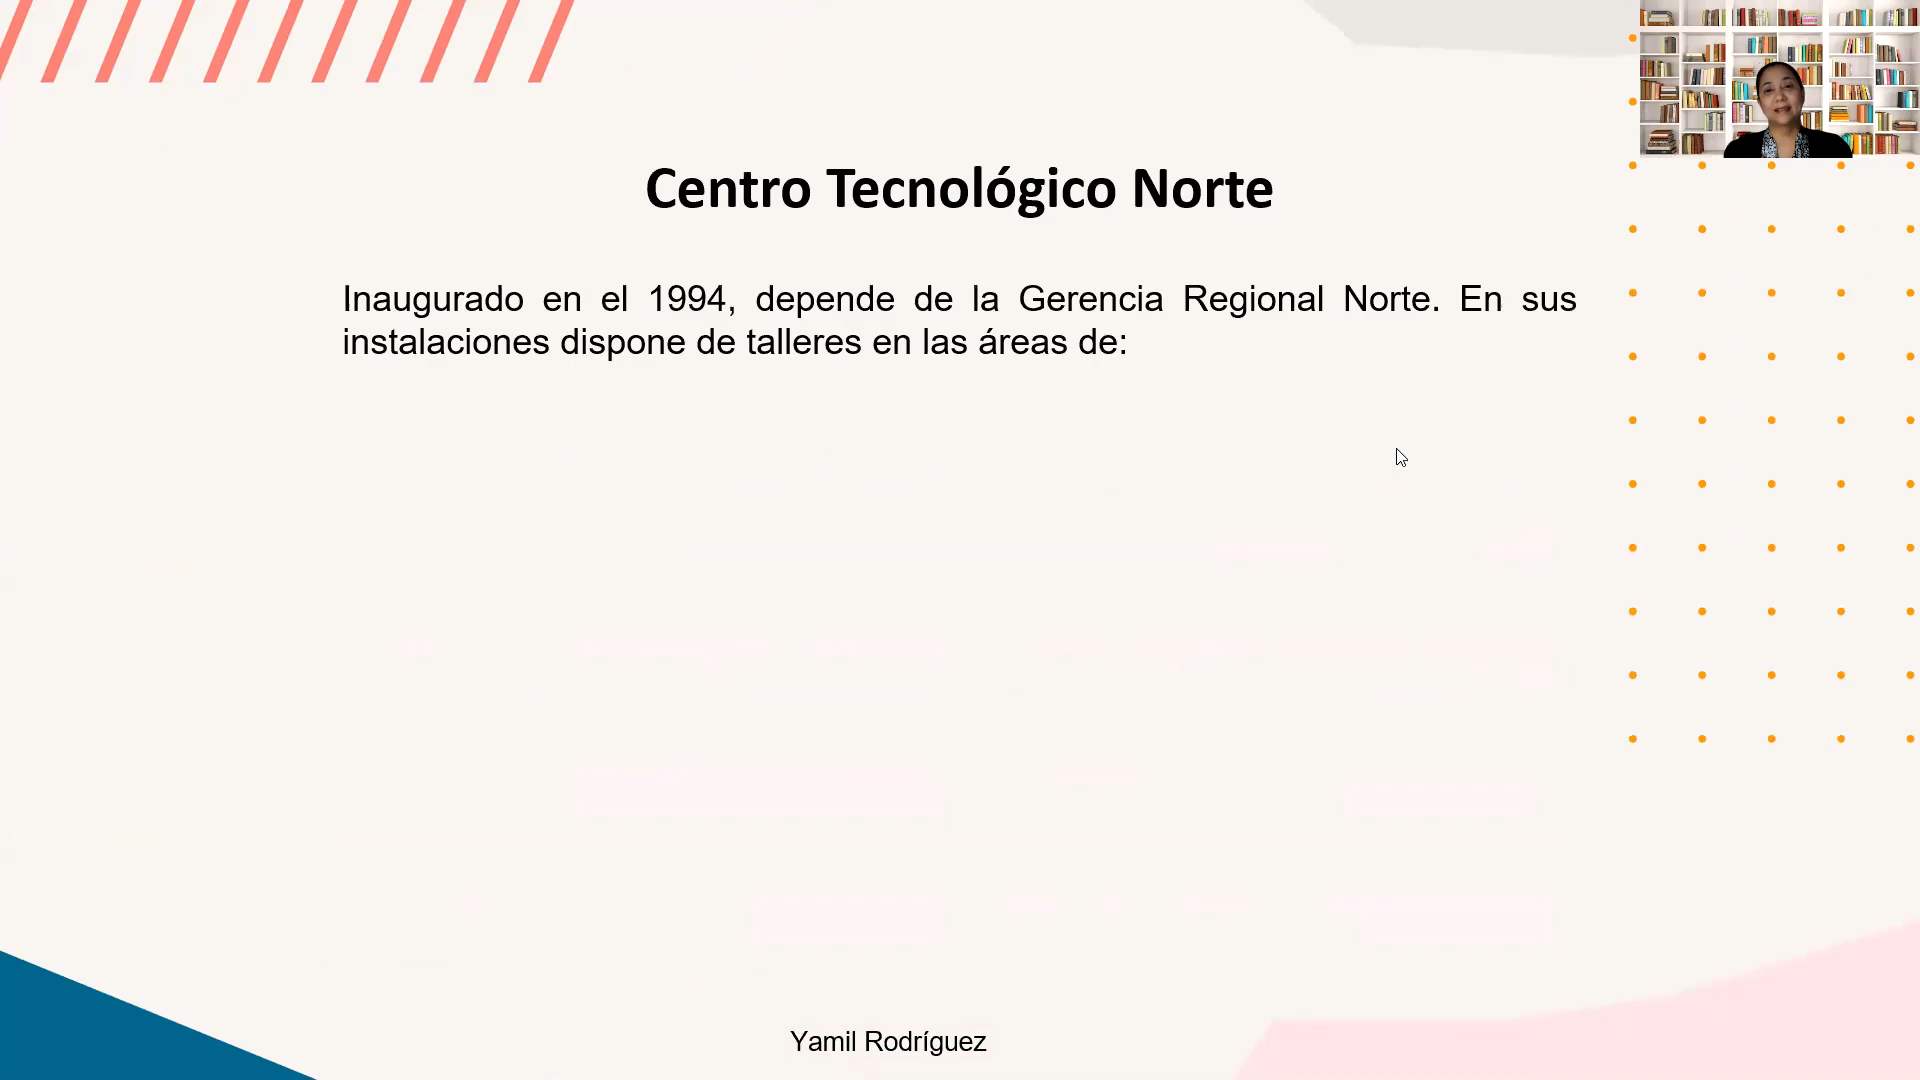 Centro Tecnológico Norte
Inaugurado en el 1994, depende de la Gerencia Regional Norte. En sus
instalaciones dispone de talleres en las áreas de:
Yamil Rodríguez